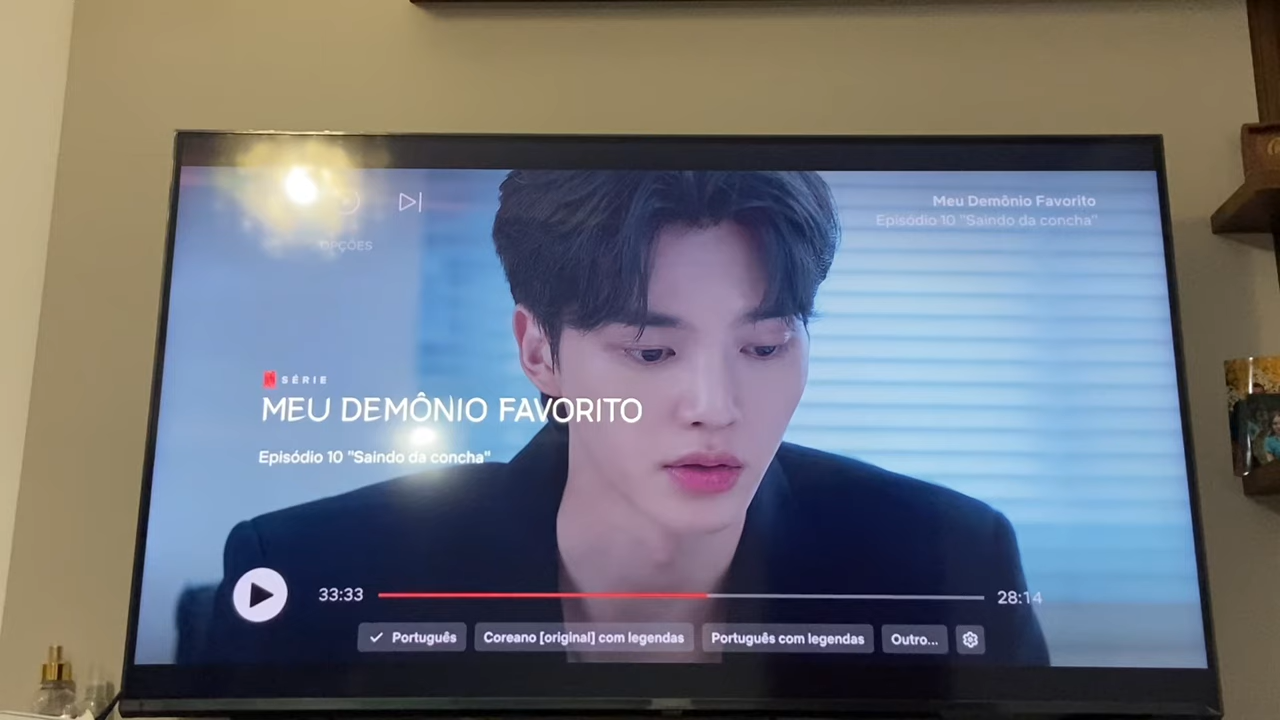 OPÇÕES
Meu Demônio Favorito
Episódio 10 "Saindo da concha"
SÉRIE
MEU DEMÔNIO FAVORITO
Episódio 10 "Saindo da concha"
33:33
28:14
Português
Coreano [original] com legendas
Português com legendas
Outro...